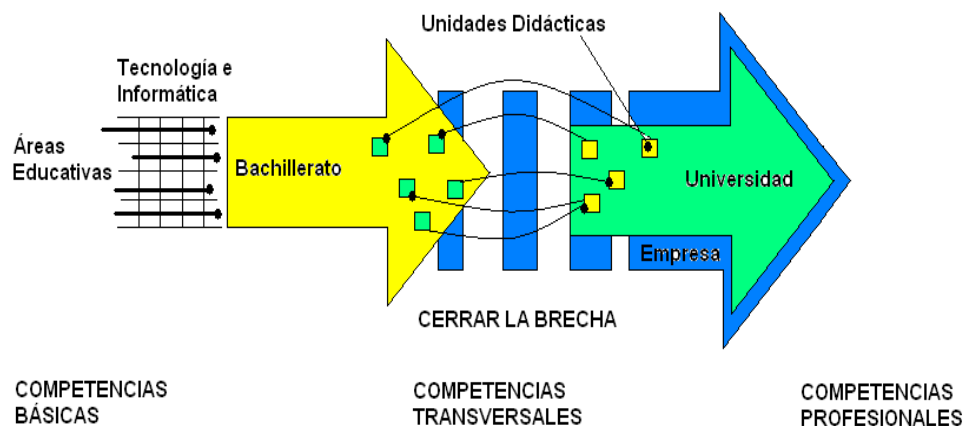 Unidades Didácticas
Tecnología e
Informática
Áreas
Educativas
Bachillerato
Universidad
Empresa
CERRAR LA BRECHA
COMPETENCIAS
BÁSICAS
COMPETENCIAS
TRANSVERSALES
COMPETENCIAS
PROFESIONALES